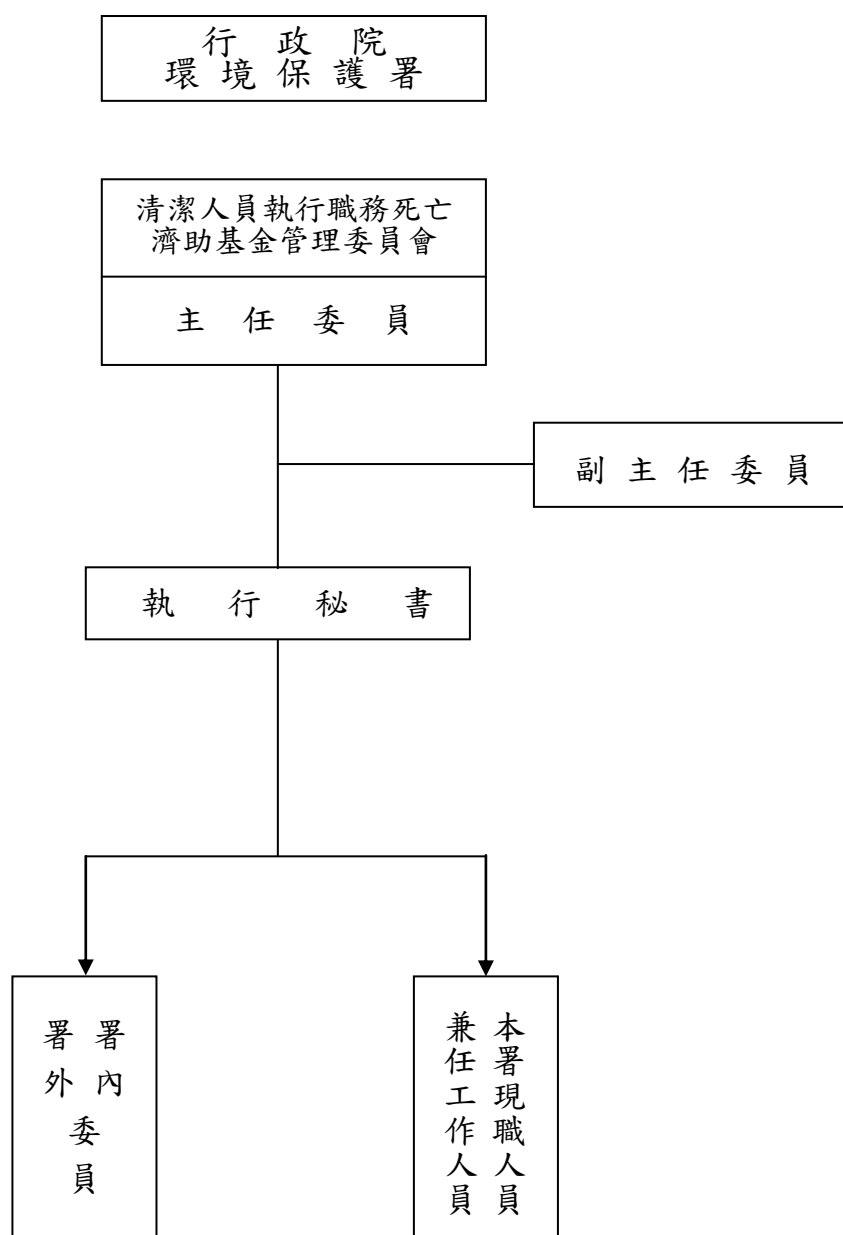 行政院
環境保護署
清潔人員執行職務死亡
濟助基金管理委員會
主任委員
副主任委員
執行秘書
署內
署外
委員
本署現職人員
兼任工作人員